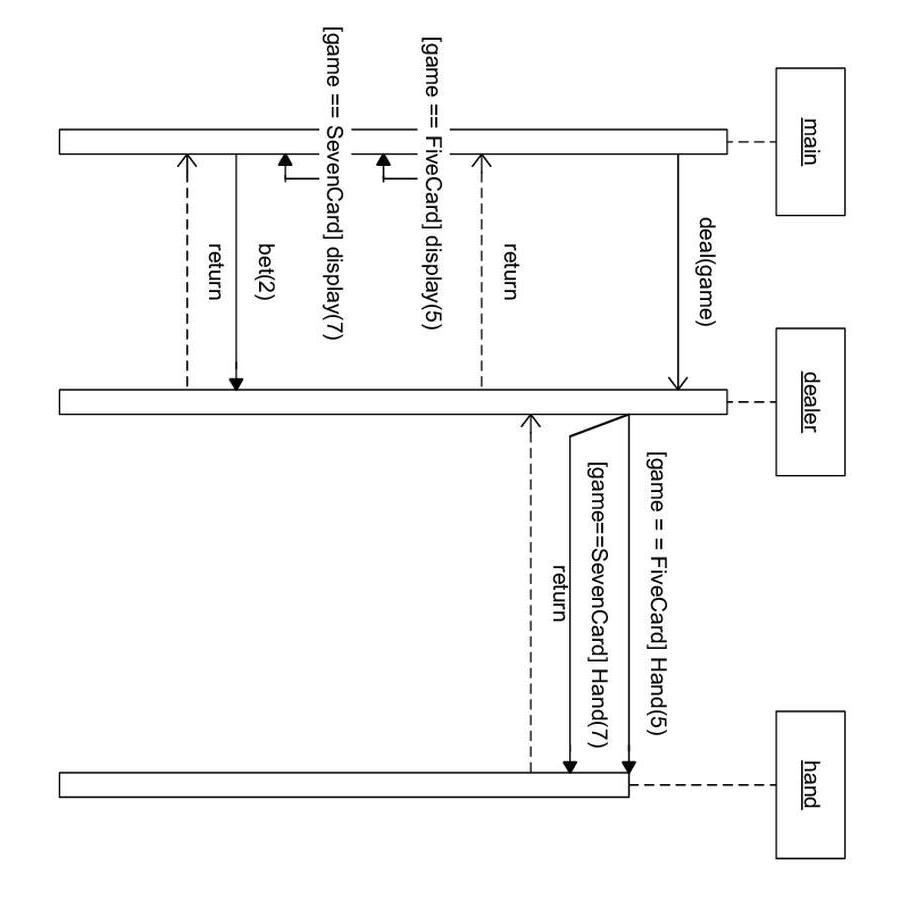 main
dealer
hand
deal(game)
[game = = FiveCard] Hand(5)
[game==SevenCard] Hand(7)
return
return
[game == FiveCard] display(5)
[game == SevenCard] display(7)
bet(2)
return